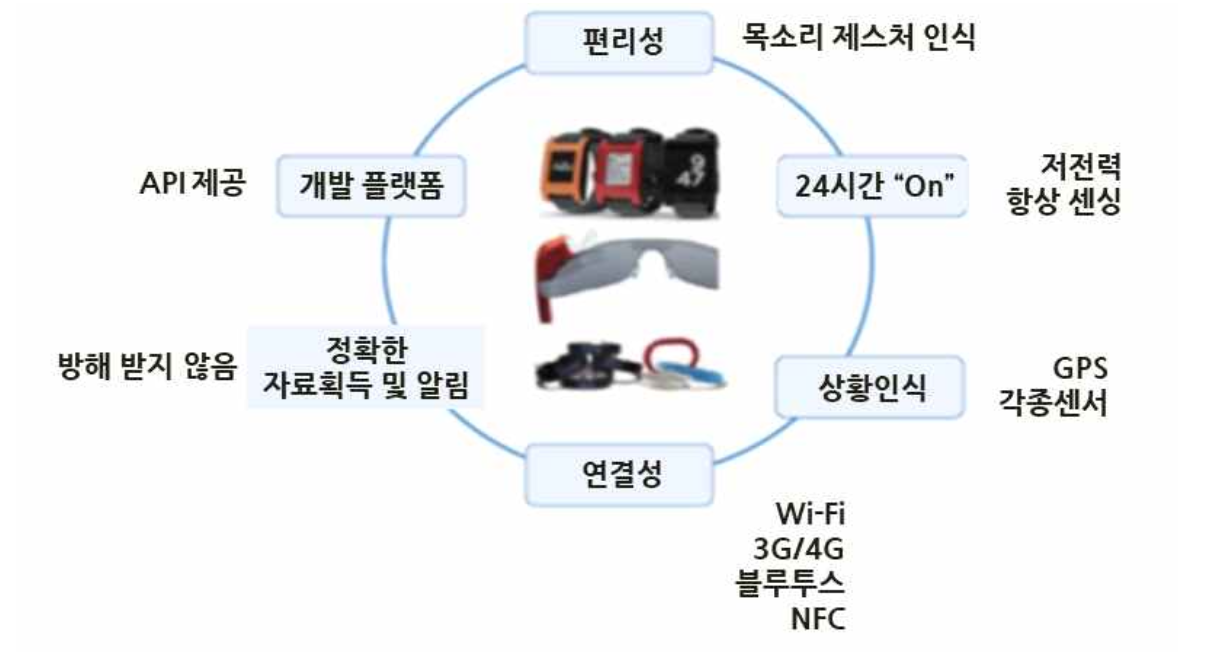 편리성
목소리 제스처 인식
API 제공
개발 플랫폼
24시간 “On”
저전력
항상 센싱
9
47
방해 받지 않음
정확한
자료획득 및 알림
상황인식
GPS
각종센서
연결성
Wi-Fi
3G/4G
블루투스
NFC